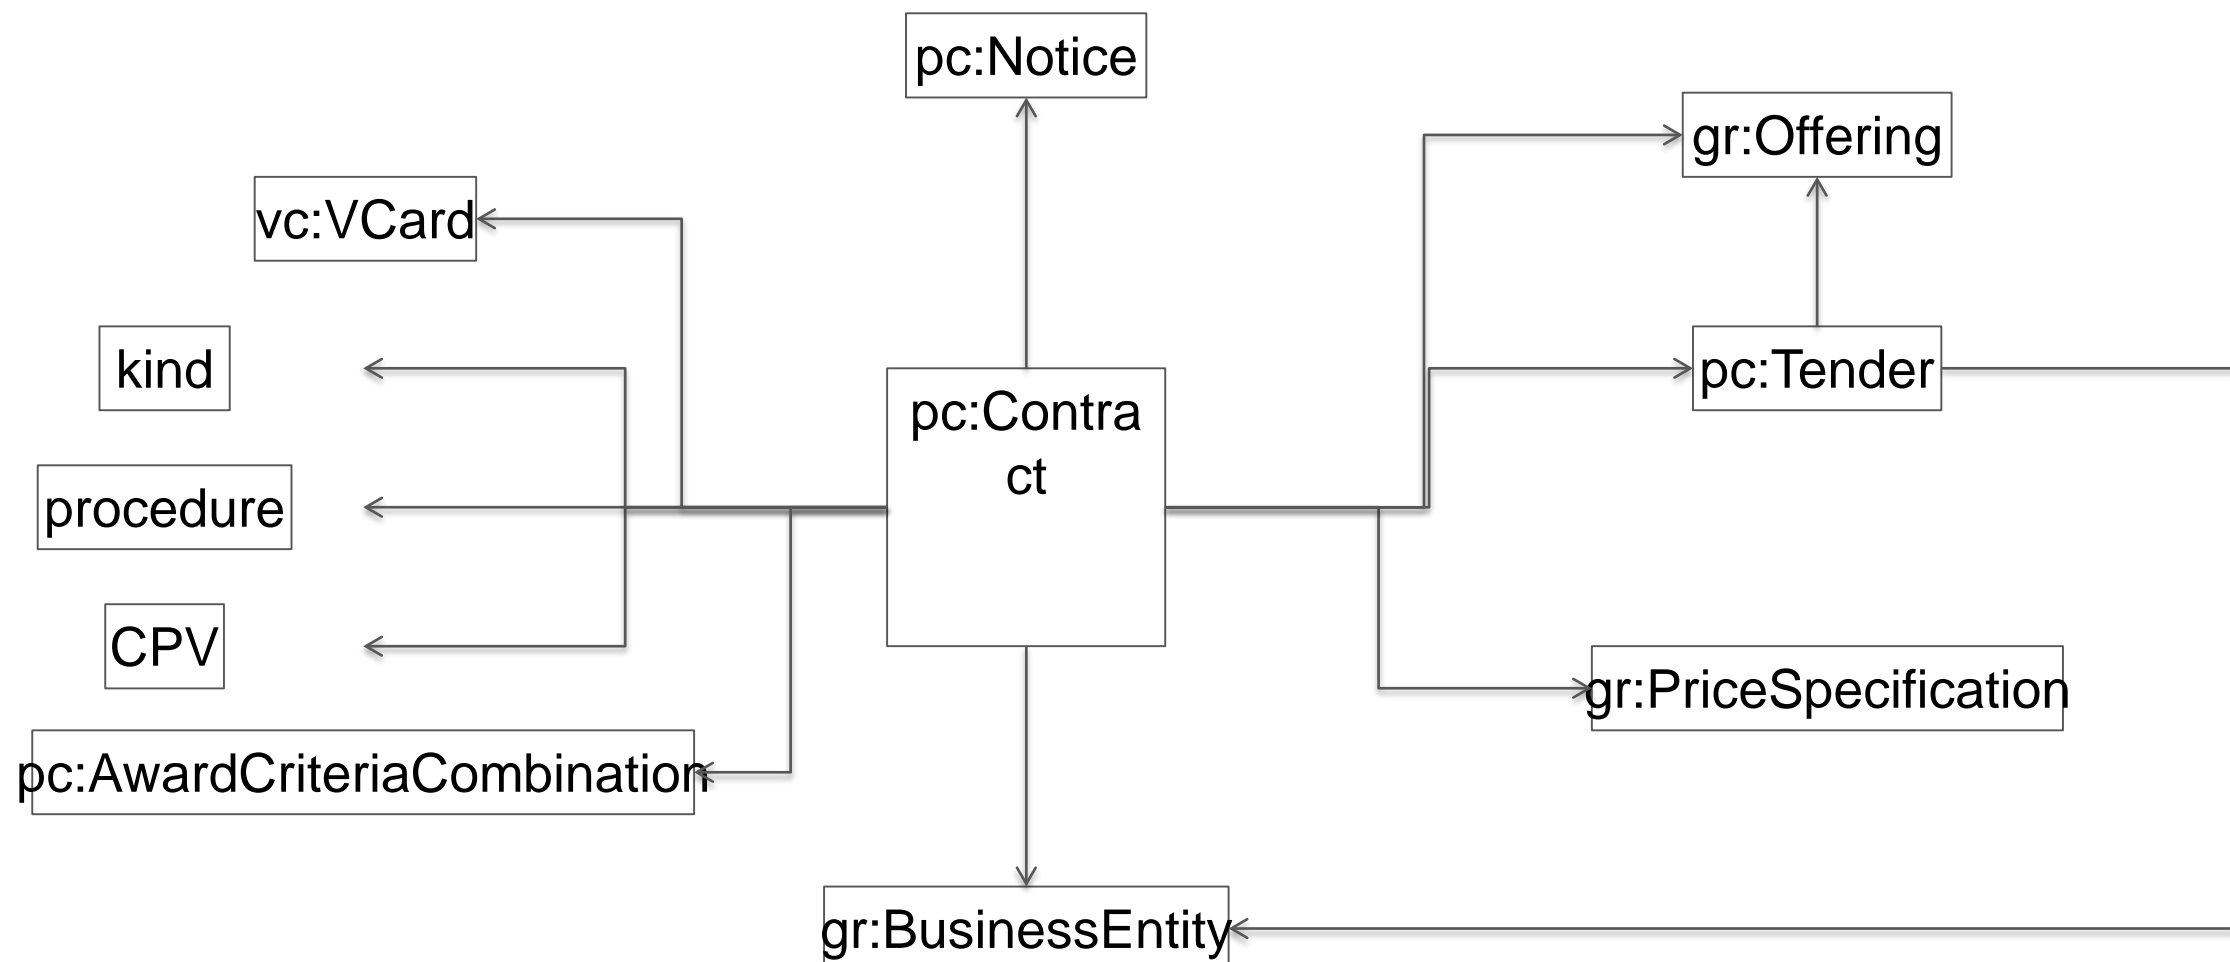 pc:Notice
gr:Offering
vc:VCard
kind
pc:Contra
ct
pc:Tender
procedure
CPV
gr:PriceSpecification
pc:AwardCriteriaCombination
gr:BusinessEntity